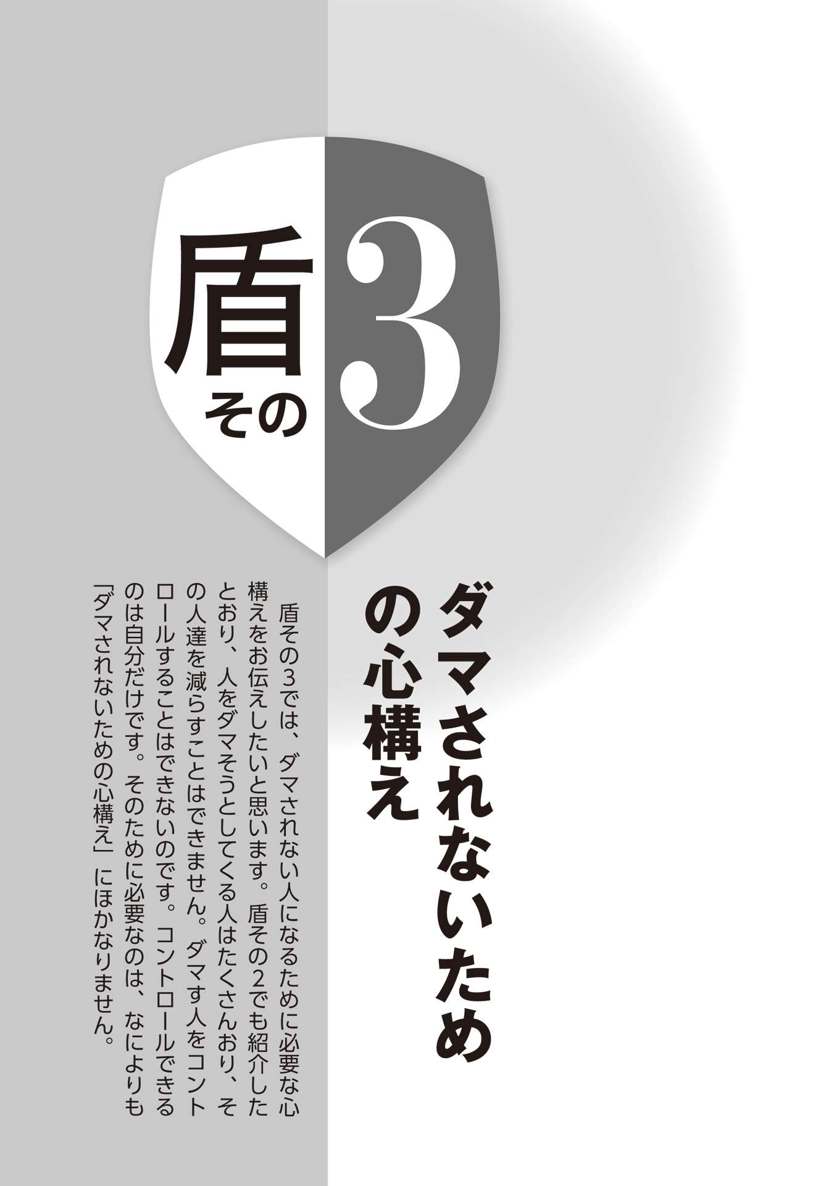 盾
その
3
ダマされないため
の心構え
盾その3では、ダマされない人になるために必要な心
構えをお伝えしたいと思います。盾その2でも紹介した
とおり、人をダマそうとしてくる人はたくさんおり、そ
の人達を減らすことはできません。ダマす人をコント
ロールすることはできないのです。コントロールできる
のは自分だけです。そのために必要なのは、なによりも
「ダマされないための心構え」にほかなりません。